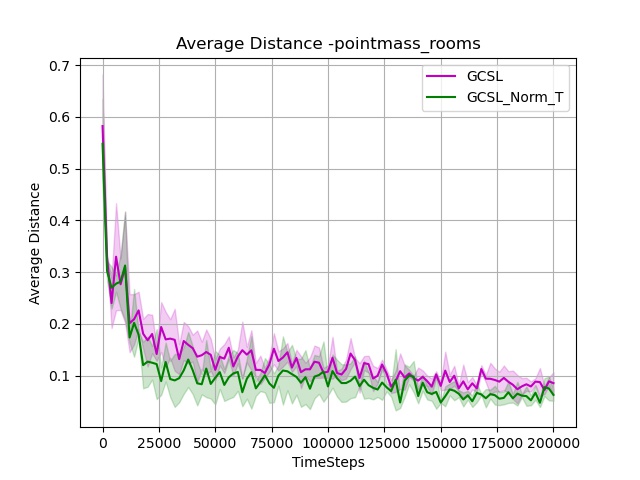 Average Distance -pointmass_rooms
GCSL
GCSL_Norm_T
0.7
0.6
0.5
0.4
0.3
0.2
0.1
Average Distance
0 25000 50000 75000 100000 125000 150000 175000 200000
TimeSteps